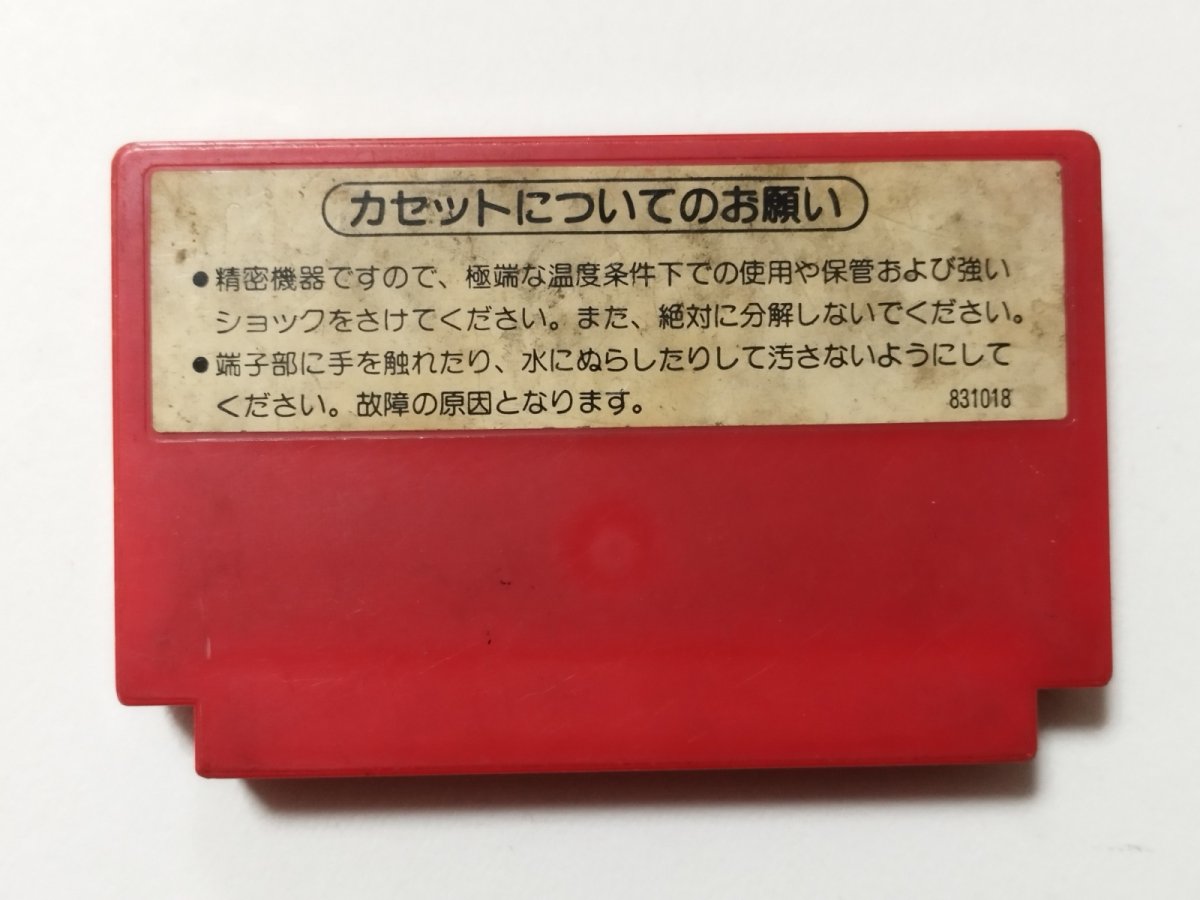 カセットについてのお願い
●精密機器ですので、極端な温度条件下での使用や保管および強い
ショックをさけてください。また、絶対に分解しないでください。
●端子部に手を触れたり、水にぬらしたりして汚さないようにして
ください。故障の原因となります。
831018